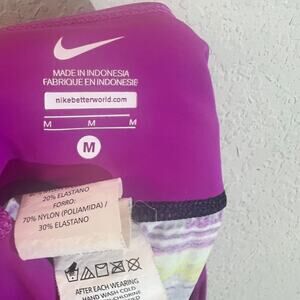 MADE IN INDONESIA
FABRIQUE EN INDONESIE
nikebetterworld.com
M M M
M
20% ELASTANO
FORRO:
70% NYLON (POLIAMIDA) /
30% ELASTANO
AFTER EACH WEARING
HAND WASH COLD